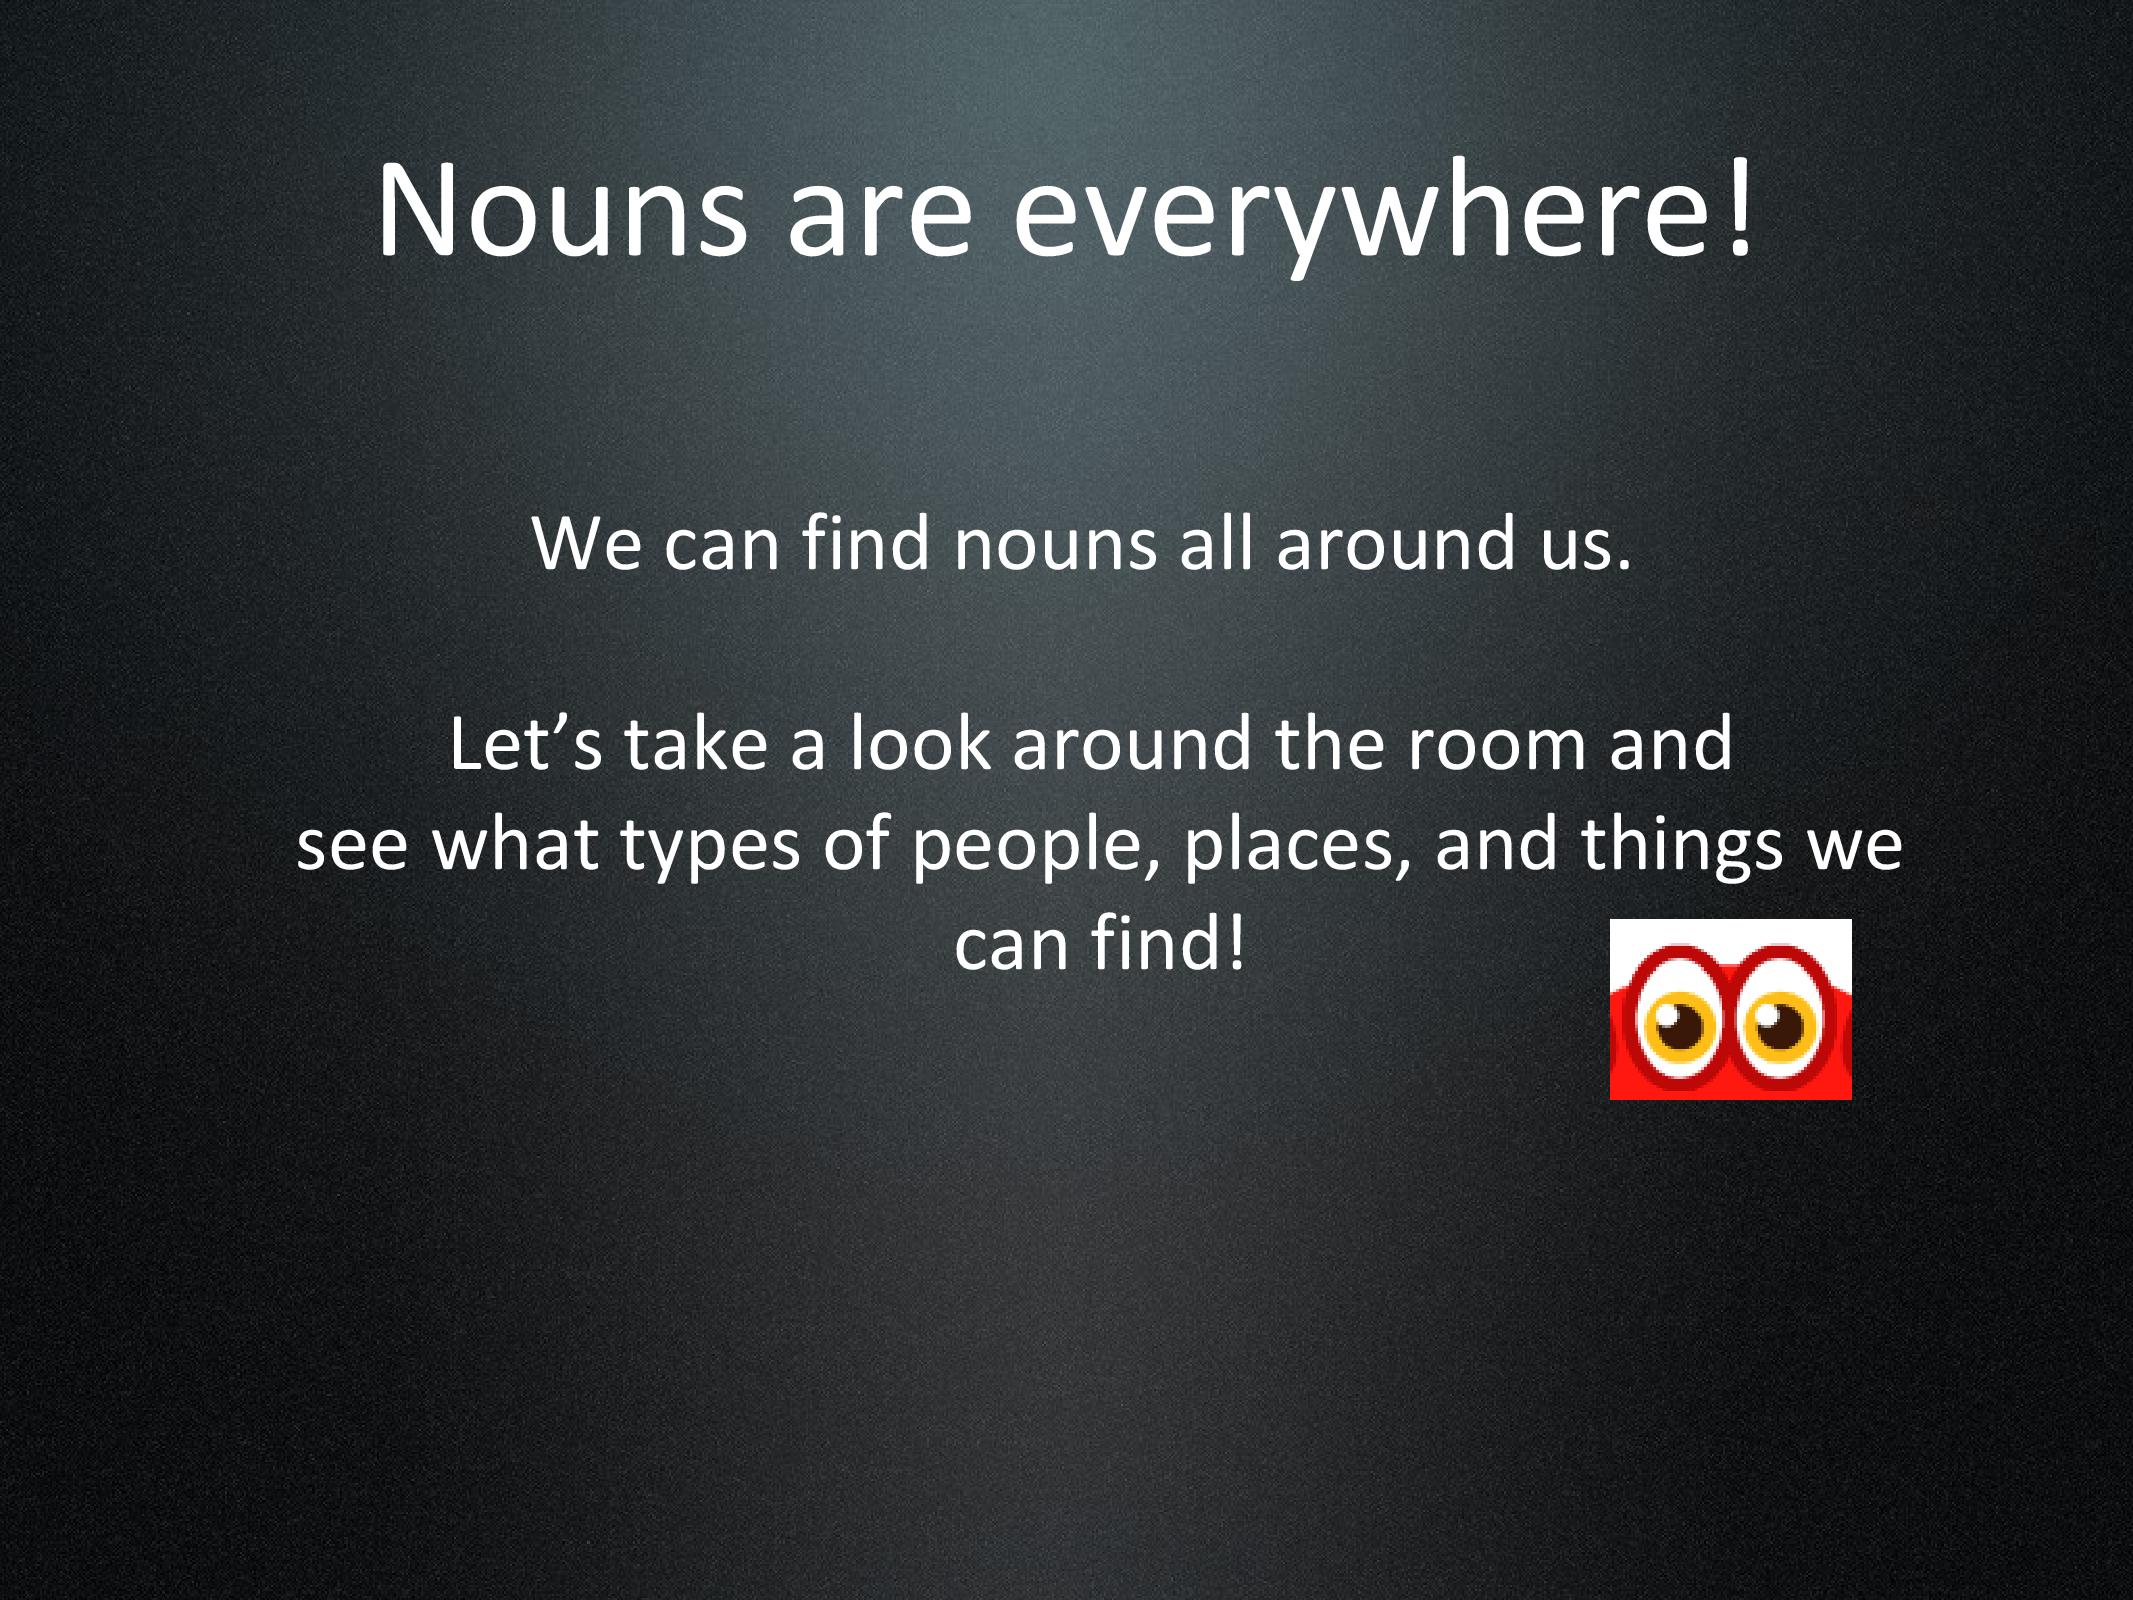 Nouns are everywhere!
We can find nouns all around us.
Let’s take a look around the room and
see what types of people, places, and things we
can find!